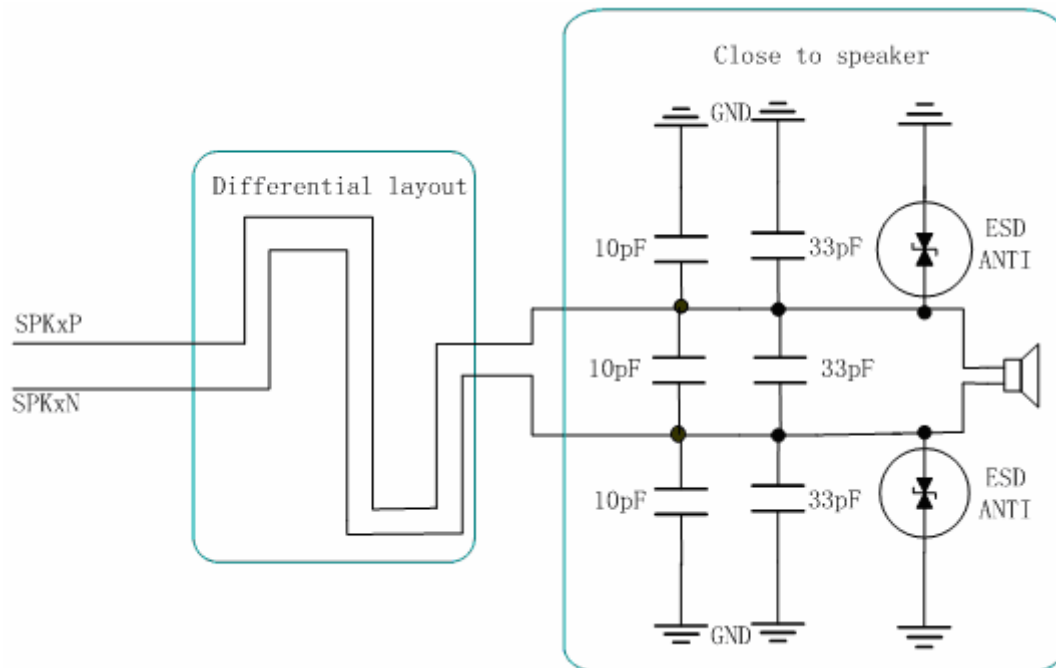 Close to speaker
GND
Differential layout
10pF
33pF
ESD
ANTI
SPKxP
10pF
33pF
SPKxN
10pF
33pF
ESD
ANTI
GND